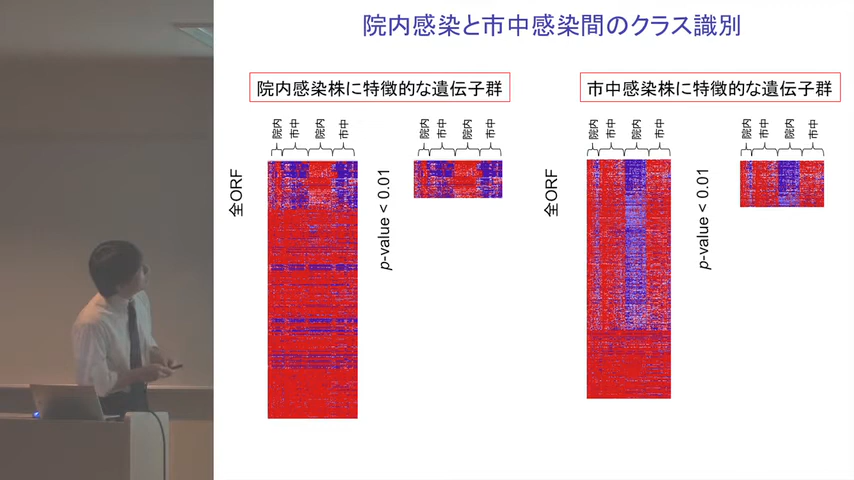 院内感染と市中感染間のクラス識別
院内感染株に特徴的な遺伝子群
院内 市中 院内 市中
全ORF
院内 市中 院内 市中
p-value < 0.01
市中感染株に特徴的な遺伝子群
院内 市中 院内 市中
全ORF
院内 市中 院内 市中
p-value < 0.01